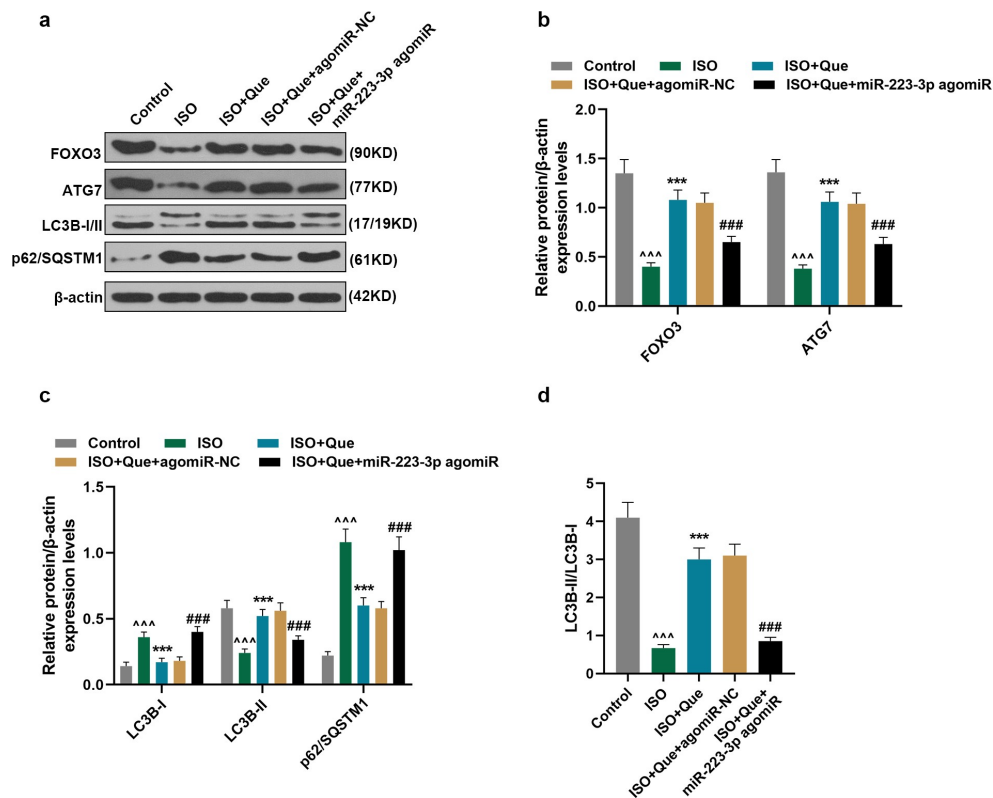 a
Control
ISO
ISO+Que
ISO+Que+agomiR-NC
ISO+Que+
miR-223-3p agomiR
FOXO3
(90KD)
ATG7
(77KD)
LC3B-I/II
(17/19KD)
p62/SQSTM1
(61KD)
β-actin
(42KD)
b
Control ISO ISO+Que
ISO+Que+agomiR-NC ISO+Que+miR-223-3p agomiR
Relative protein/β-actin
expression levels
2.0
1.5
1.0
0.5
0.0
^^^ *** ###
^^^ *** ###
FOXO3
ATG7
c
Control ISO ISO+Que
ISO+Que+agomiR-NC ISO+Que+miR-223-3p agomiR
Relative protein/β-actin
expression levels
1.5
1.0
0.5
0.0
^^^ *** ###
^^^ *** ###
^^^ *** ###
LC3B-I
LC3B-II
p62/SQSTM1
d
LC3B-II/LC3B-I
5
4
3
2
1
0
^^^ *** ###
Control
ISO
ISO+Que
ISO+Que+agomiR-NC
ISO+Que+
miR-223-3p agomiR